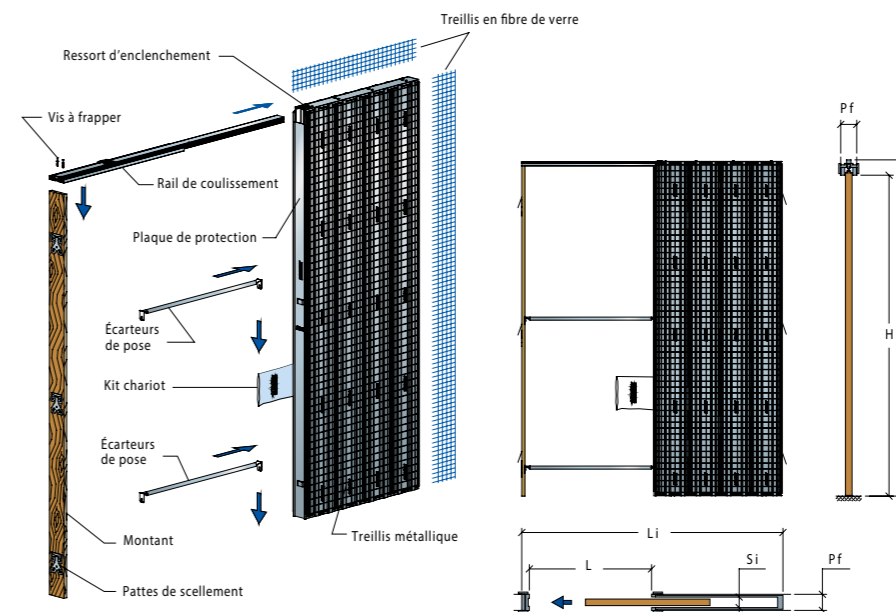 Treillis en fibre de verre
Ressort d'enclenchement
Vis à frapper
Rail de coulissement
Plaque de protection
Écarteurs
de pose
Kit chariot
Écarteurs
de pose
Montant
Treillis métallique
Pattes de scellement
Pf
H
Li
L
Si
Pf